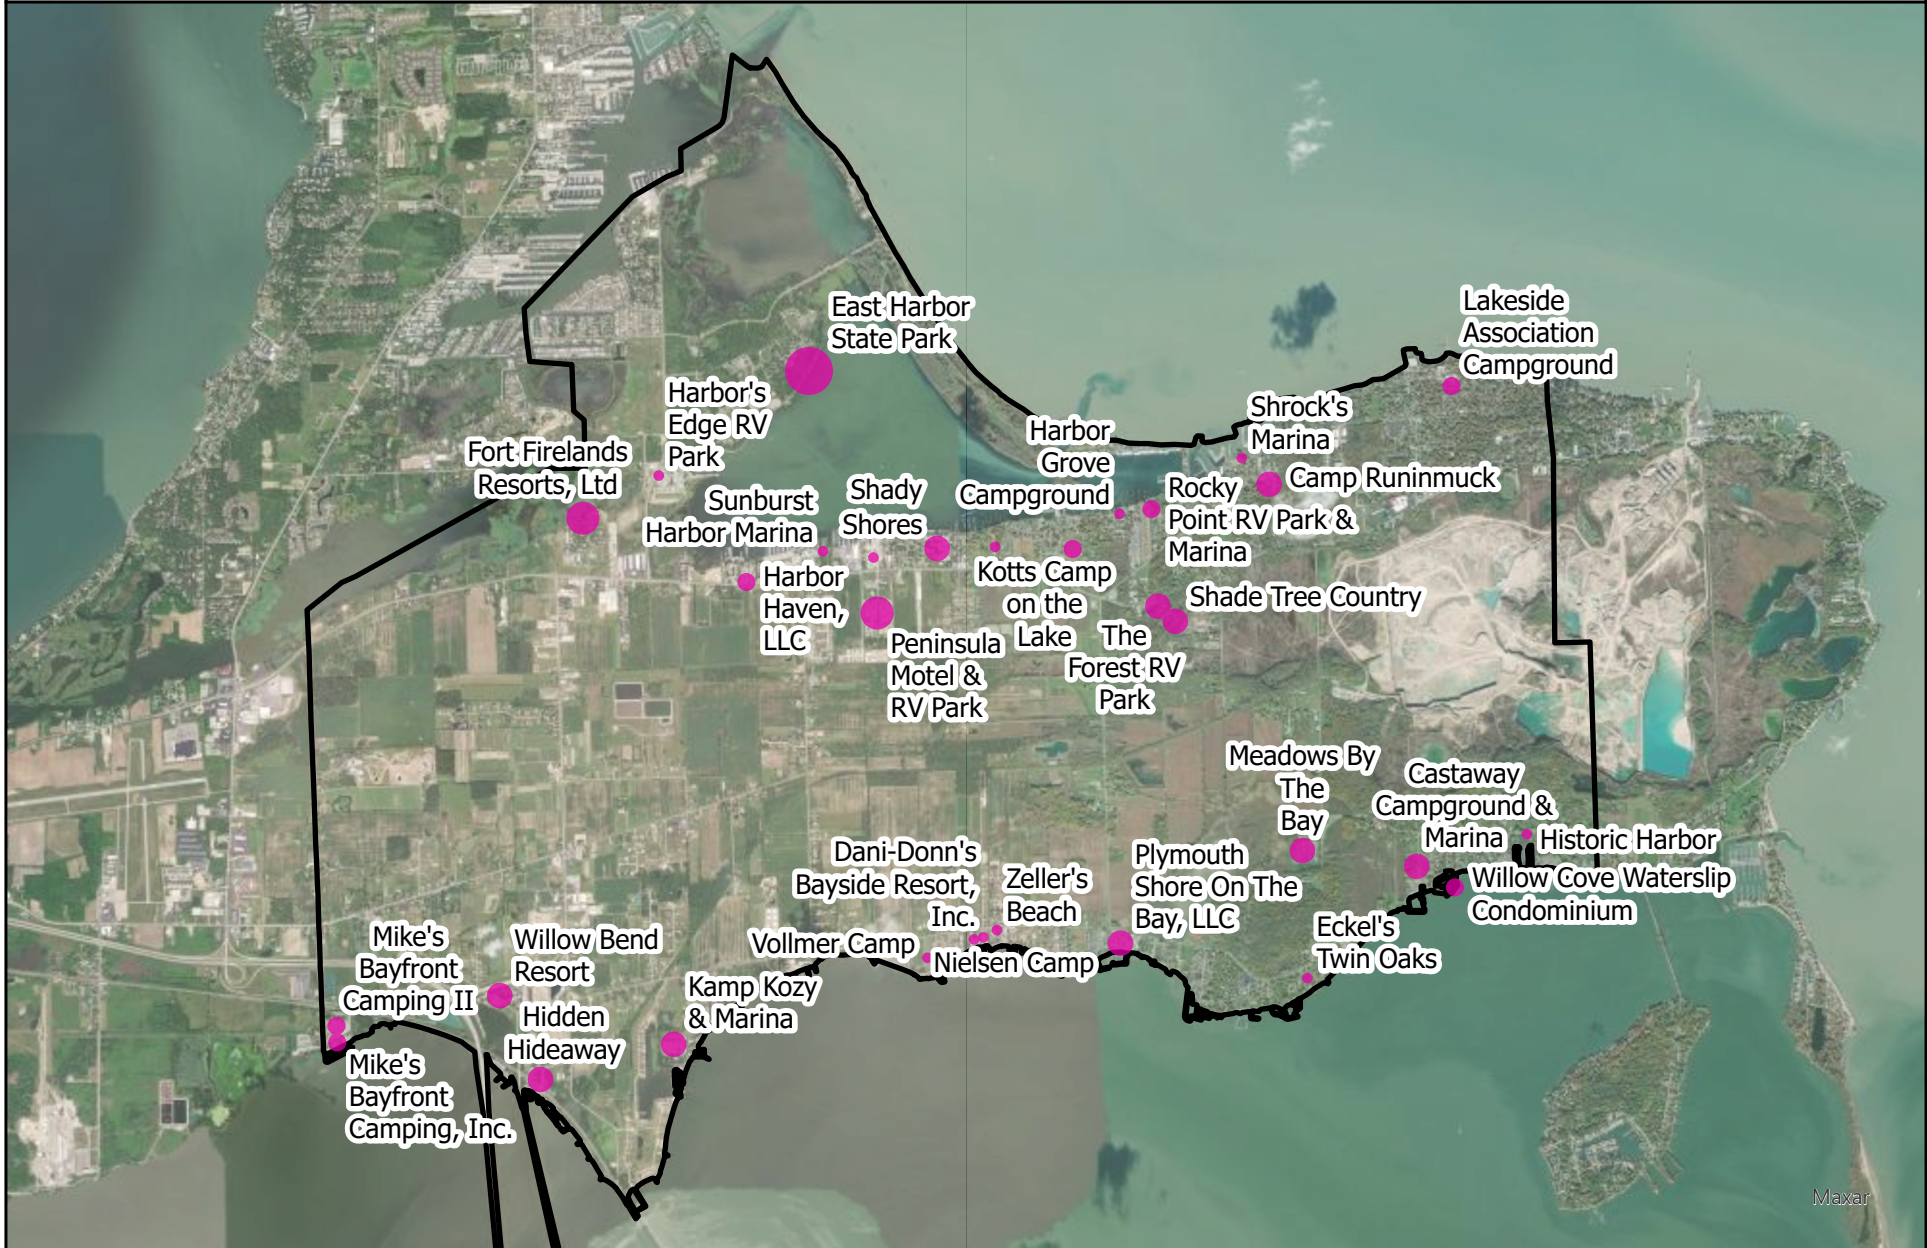 East Harbor
State Park
Lakeside
Association
Campground
Harbor's
Edge RV
Park
Shrock's
Marina
Harbor
Grove
Campground
Fort Firelands
Resorts, Ltd
Camp Runinmuck
Sunburst
Harbor Marina
Shady
Shores
Rocky
Point RV Park &
Marina
Harbor
Haven,
LLC
Kotts Camp
on the
Lake
Shade Tree Country
Peninsula
Motel &
RV Park
The
Forest RV
Park
Meadows By
The
Bay
Castaway
Campground &
Marina
Historic Harbor
Dani-Donn's
Bayside Resort,
Inc.
Zeller's
Beach
Plymouth
Shore On The
Bay, LLC
Willow Cove Waterslip
Condominium
Eckel's
Twin Oaks
Vollmer Camp
Nielsen Camp
Mike's
Bayfront
Camping II
Willow Bend
Resort
Kamp Kozy
& Marina
Hidden
Hideaway
Mike's
Bayfront
Camping, Inc.
Maxar